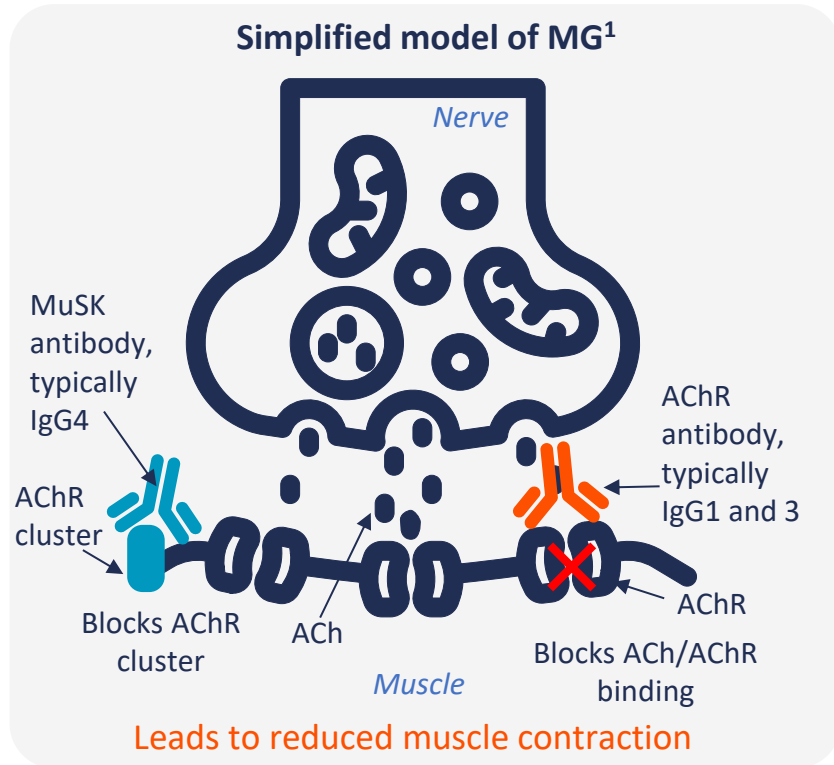 Simplified model of MG¹
Nerve
MuSK
antibody,
typically
IgG4
AChR
cluster
Blocks AChR
cluster
ACh
Muscle
AChR
antibody,
typically
IgG1 and 3
AChR
Blocks ACh/AChR
binding
Leads to reduced muscle contraction